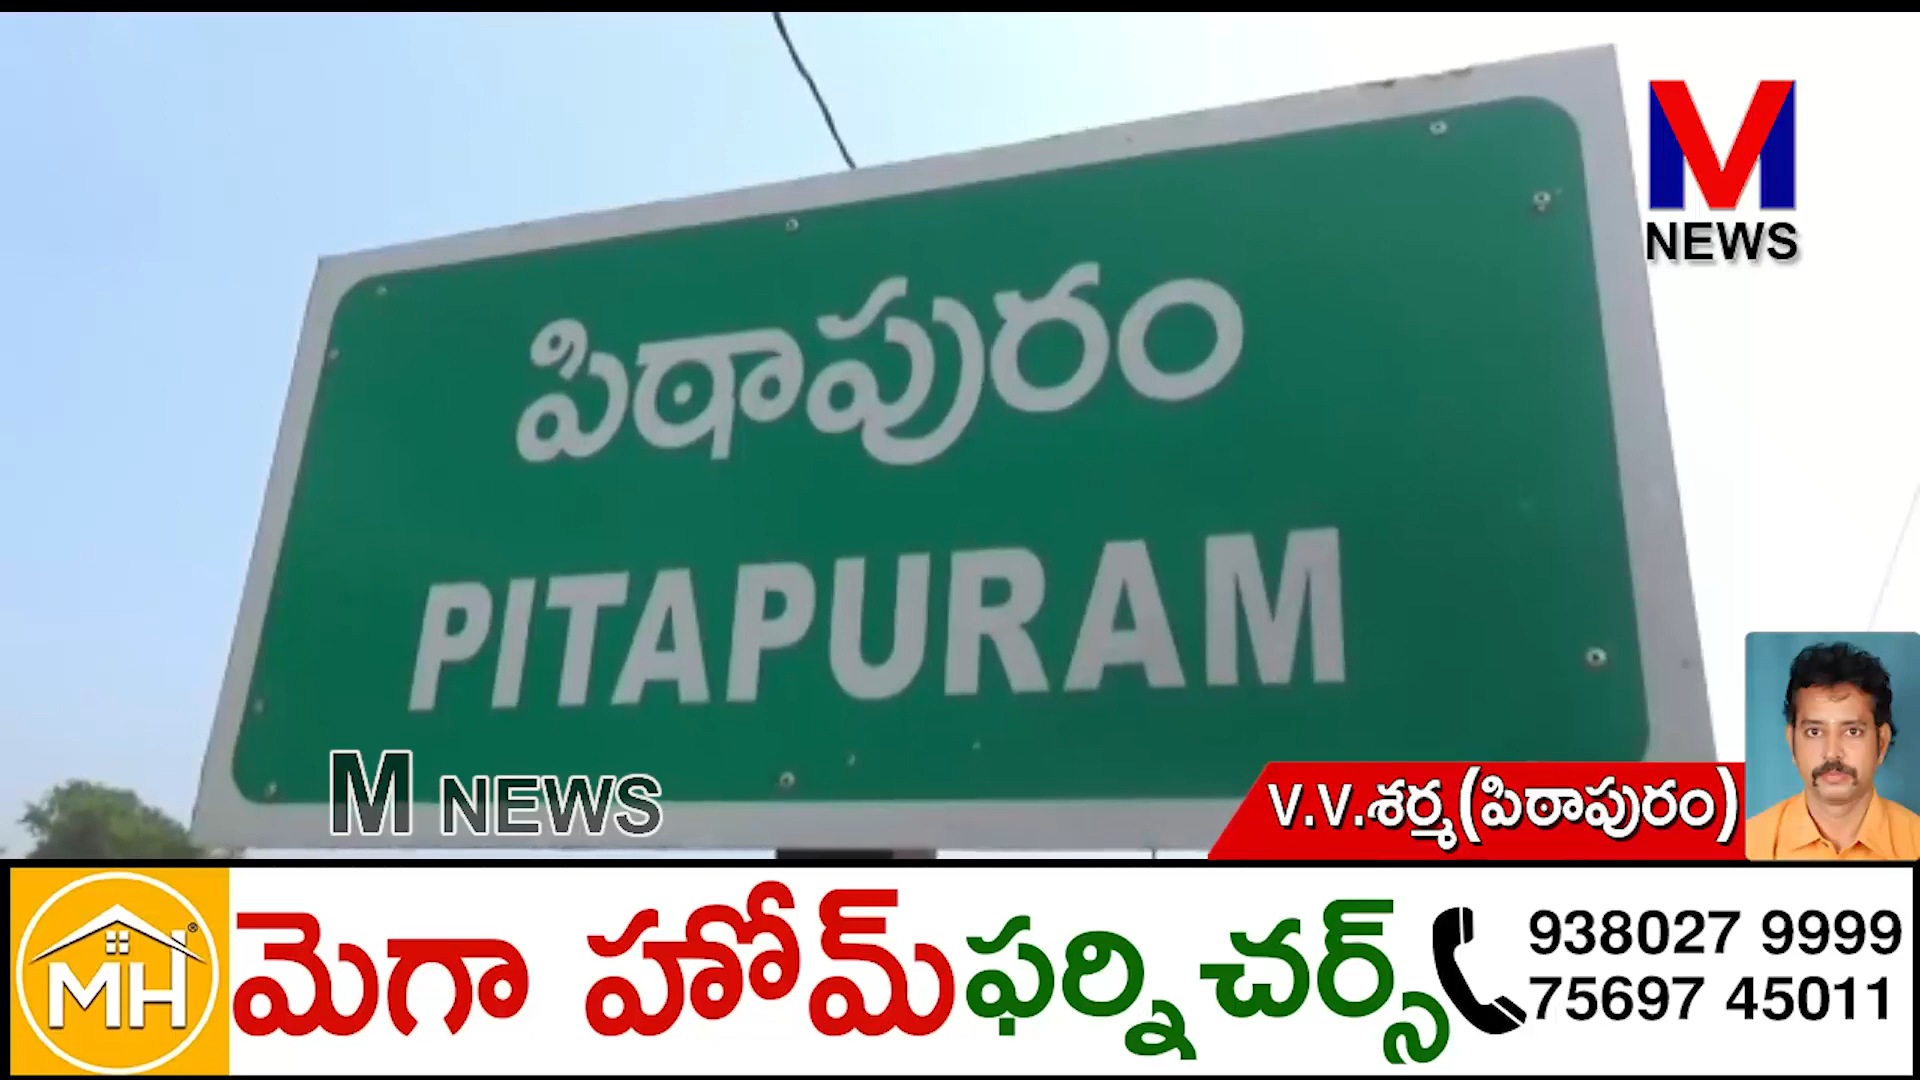 M
NEWS
పిఠాపురం
PITAPURAM
M NEWS
V.V.శర్మ(పిఠాపురం)
MH
మెగా హోమ్ ఫర్నిచర్స్
938027 9999
75697 45011